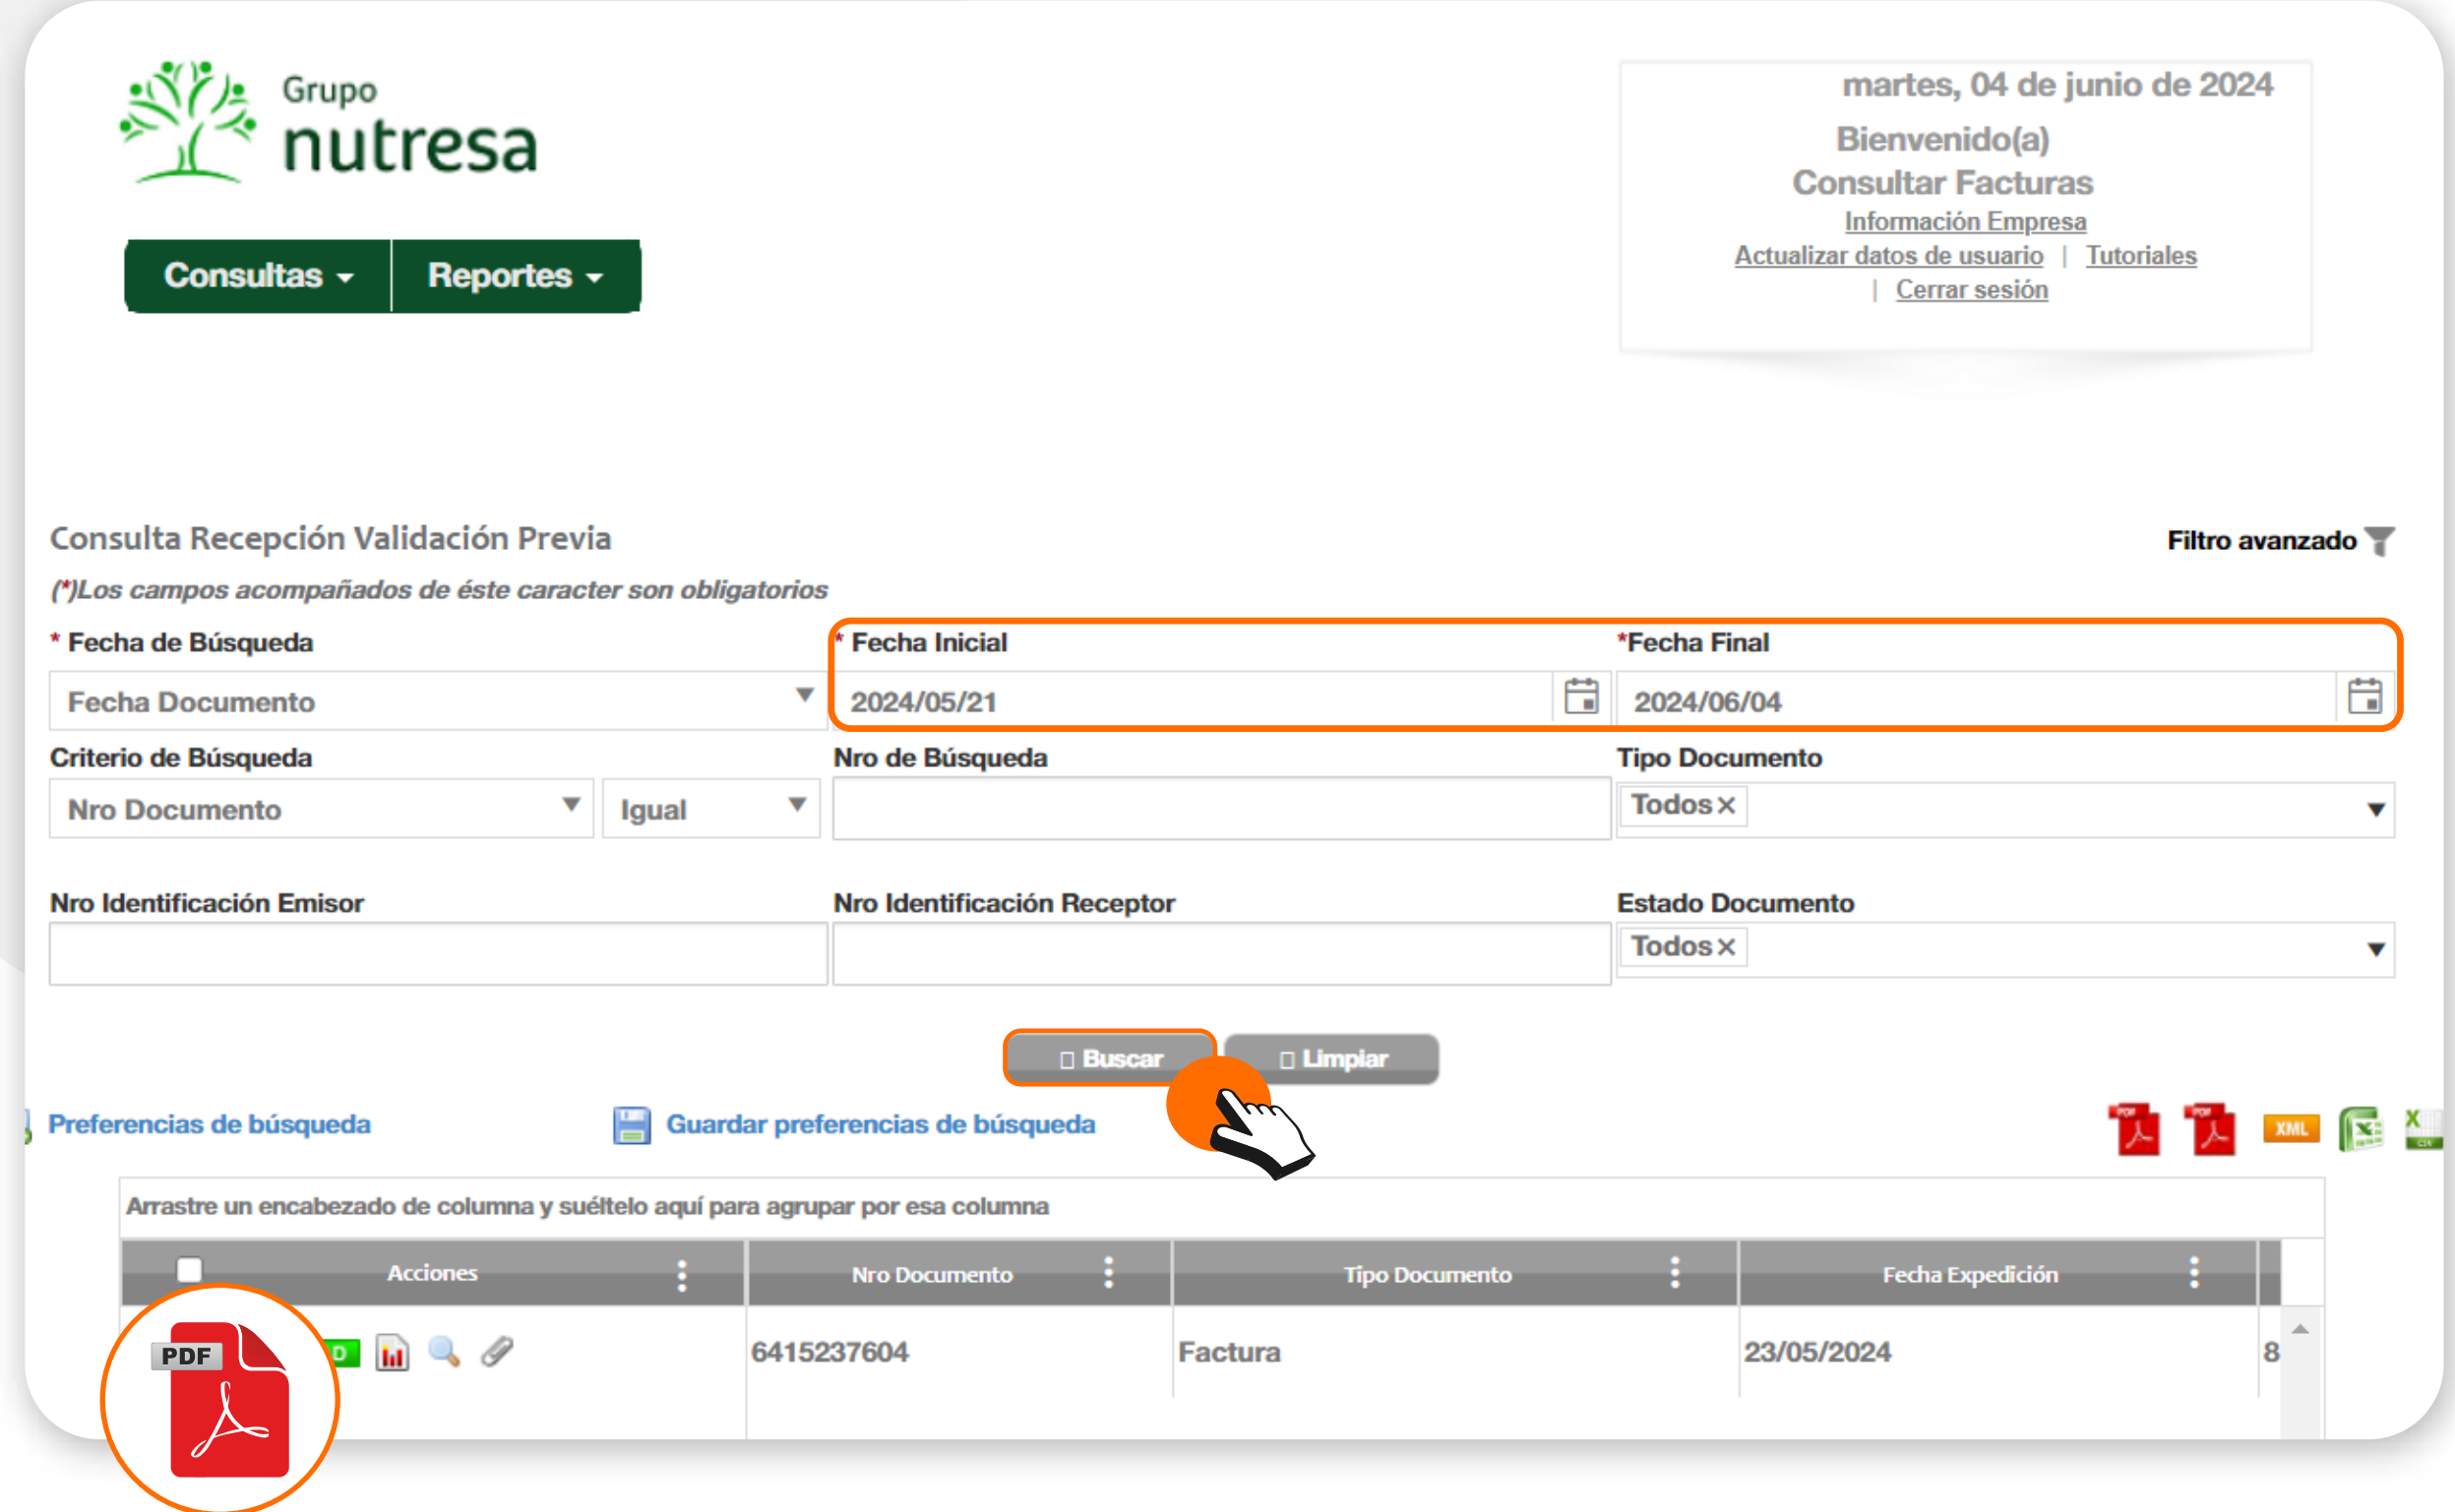 Grupo
nutresa
martes, 04 de junio de 2024
Bienvenido(a)
Consultar Facturas
Información Empresa
Actualizar datos de usuario | Tutoriales
| Cerrar sesión
Consultas
Reportes
Consulta Recepción Validación Previa
Filtro avanzado
(*)Los campos acompañados de éste caracter son obligatorios
* Fecha de Búsqueda
* Fecha Inicial
*Fecha Final
Fecha Documento
2024/05/21
2024/06/04
Criterio de Búsqueda
Nro de Búsqueda
Tipo Documento
Nro Documento
Igual
Todos×
Nro Identificación Emisor
Nro Identificación Receptor
Estado Documento
Todos×
Buscar
Limpiar
Preferencias de búsqueda
Guardar preferencias de búsqueda
PDF
PDF
XML
X
CSV
Arrastre un encabezado de columna y suéltelo aquí para agrupar por esa columna
Acciones
Nro Documento
Tipo Documento
Fecha Expedición
PDF
D
6415237604
Factura
23/05/2024
8